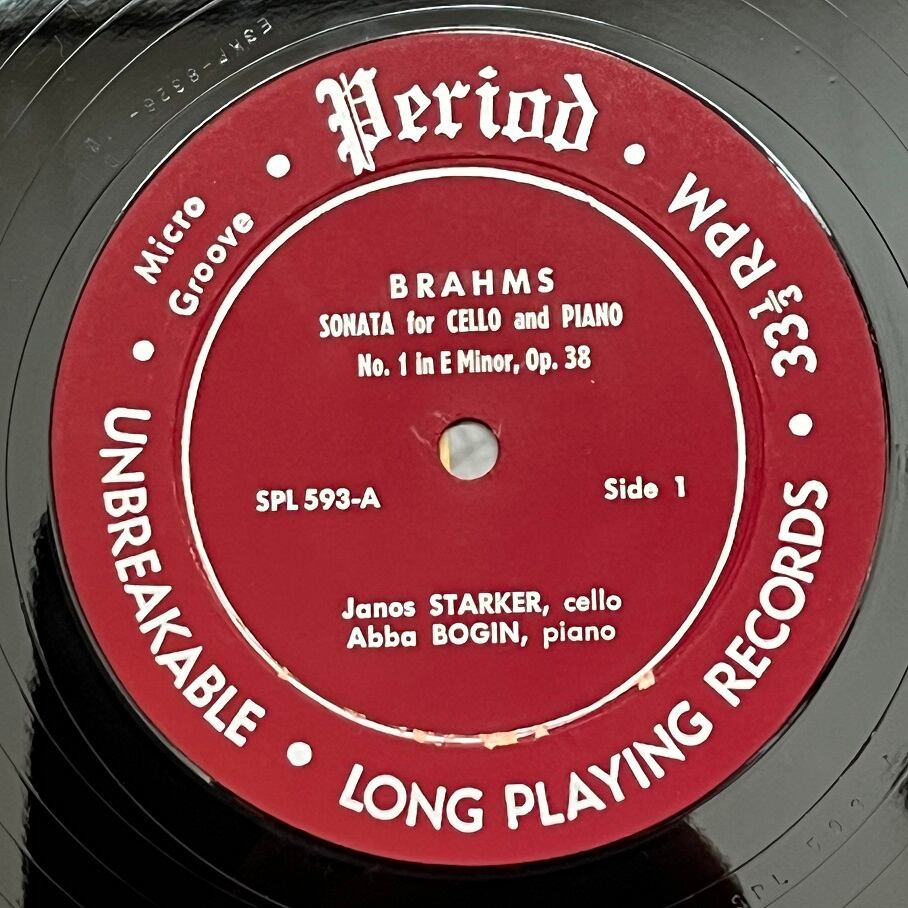 Period
33⅓ RPM
Micro
Groove
BRAHMS
SONATA for CELLO and PIANO
No. 1 in E Minor, Op. 38
SPL 593-A
Side 1
Janos STARKER, cello
Abba BOGIN, piano
UNBREAKABLE
LONG PLAYING RECORDS